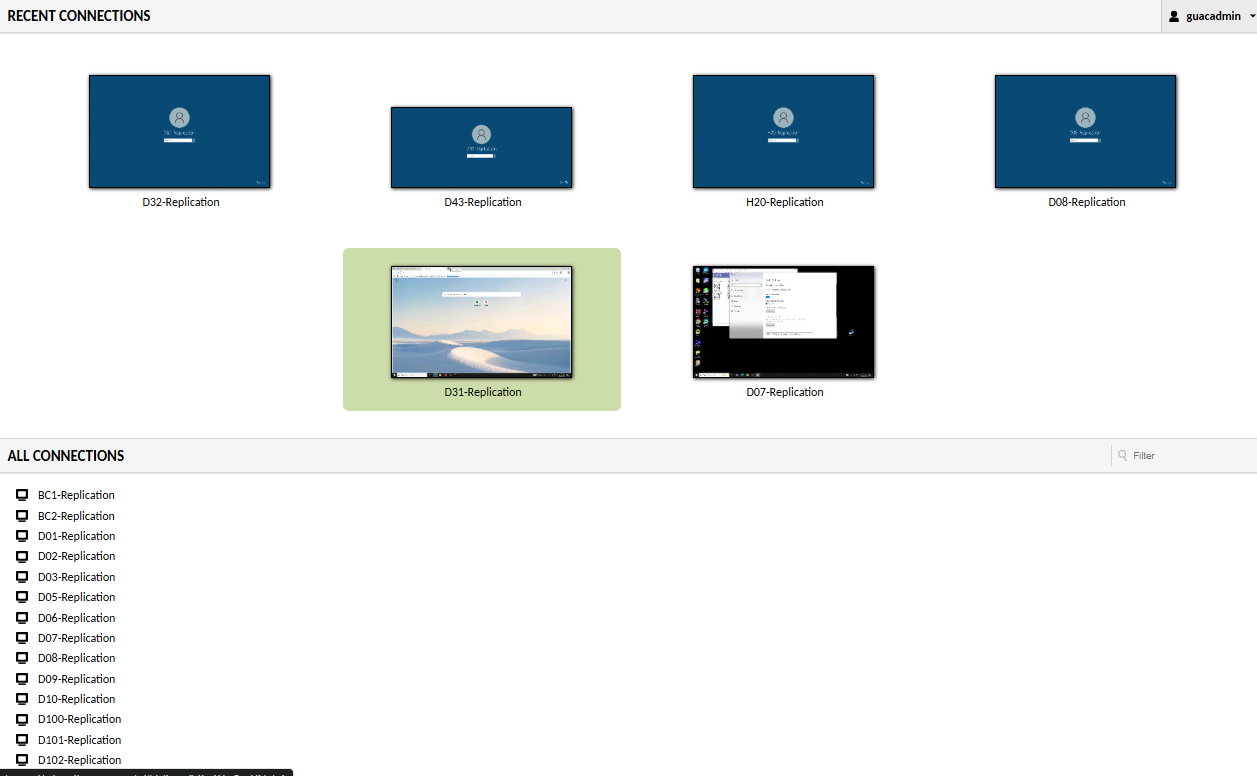 RECENT CONNECTIONS
guacadmin
D32-Replication
D43-Replication
H20-Replication
D08-Replication
D31-Replication
D07-Replication
ALL CONNECTIONS
Filter
BC1-Replication
BC2-Replication
D01-Replication
D02-Replication
D03-Replication
D05-Replication
D06-Replication
D07-Replication
D08-Replication
D09-Replication
D10-Replication
D100-Replication
D101-Replication
D102-Replication